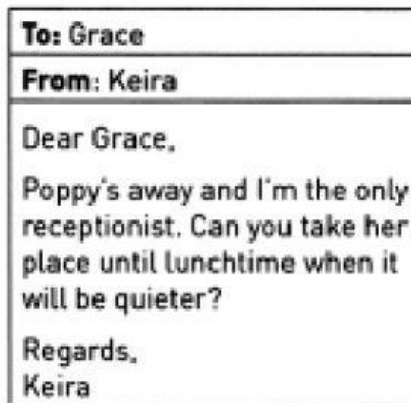 To: Grace
From: Keira
Dear Grace,
Poppy's away and I'm the only
receptionist. Can you take her
place until lunchtime when it
will be quieter?
Regards,
Keira